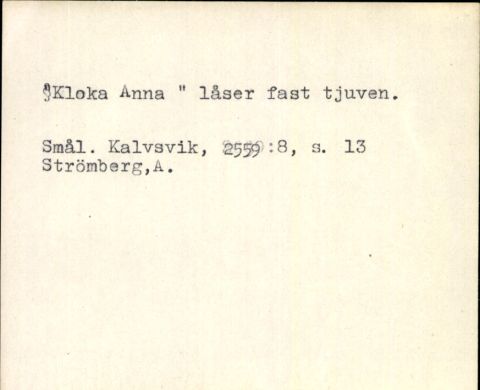 "Kloka Anna " låser fast tjuven.
Smål. Kalvsvik, 2559:8, s. 13
Strömberg,A.